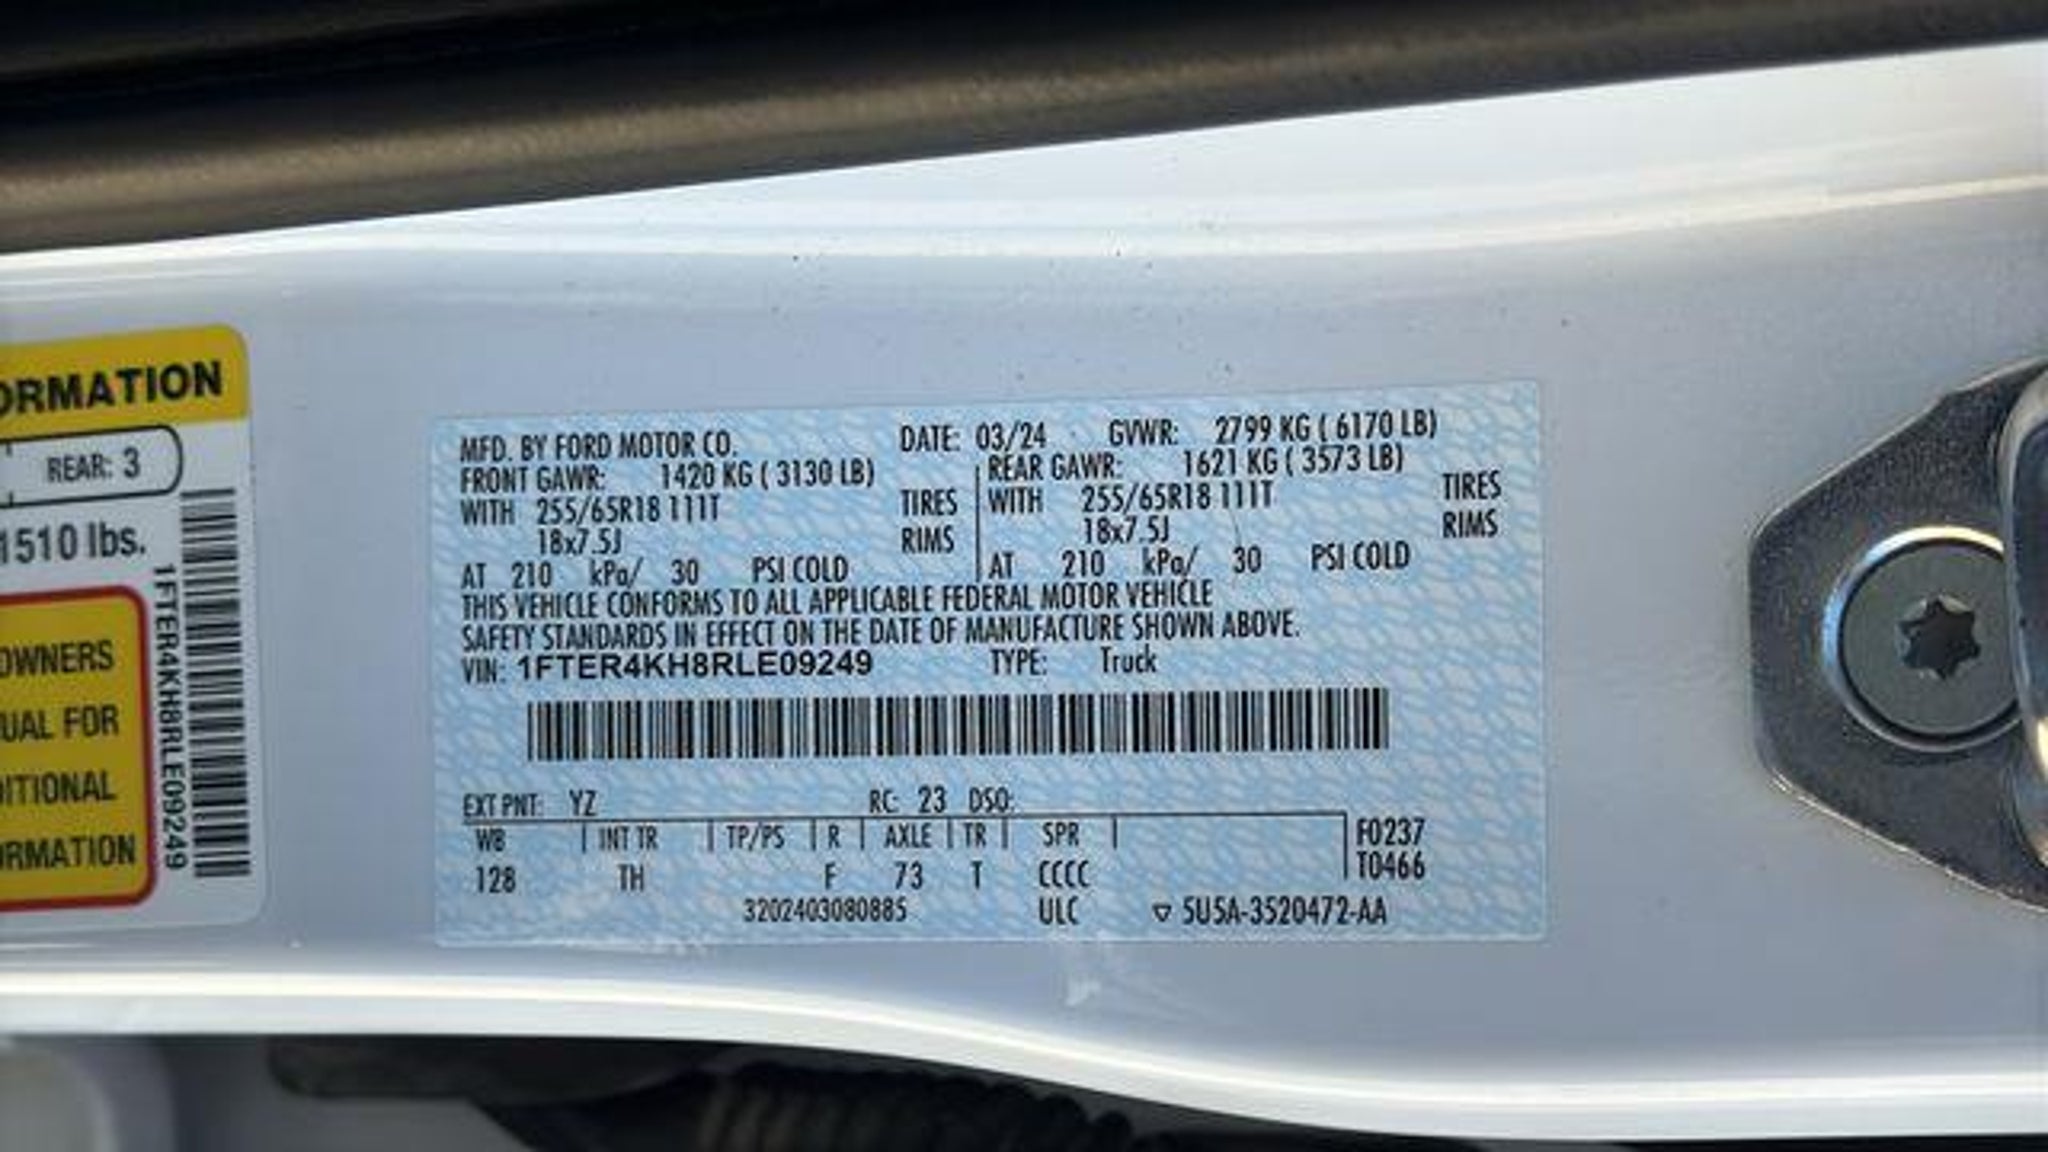 ORMATION
REAR: 3
1510 lbs.
OWNERS
UAL FOR
ITIONAL
ORMATION
1FTER4KH8RLE09249
MFD. BY FORD MOTOR CO. DATE: 03/24 GVWR: 2799 KG ( 6170 LB)
FRONT GAWR: 1420 KG ( 3130 LB) REAR GAWR: 1621 KG ( 3573 LB)
WITH 255/65R18 111T TIRES WITH 255/65R18 111T TIRES
18x7.5J RIMS 18x7.5J RIMS
AT 210 kPa/ 30 PSI COLD AT 210 kPa/ 30 PSI COLD
THIS VEHICLE CONFORMS TO ALL APPLICABLE FEDERAL MOTOR VEHICLE
SAFETY STANDARDS IN EFFECT ON THE DATE OF MANUFACTURE SHOWN ABOVE.
VIN: 1FTER4KH8RLE09249 TYPE: Truck
EXT PNT: YZ RC: 23 DSO:
WB INT TR TP/PS R AXLE TR SPR F0237
128 TH F 73 T CCCC T0466
3202403080885 ULC ▽ 5U5A-3520472-AA